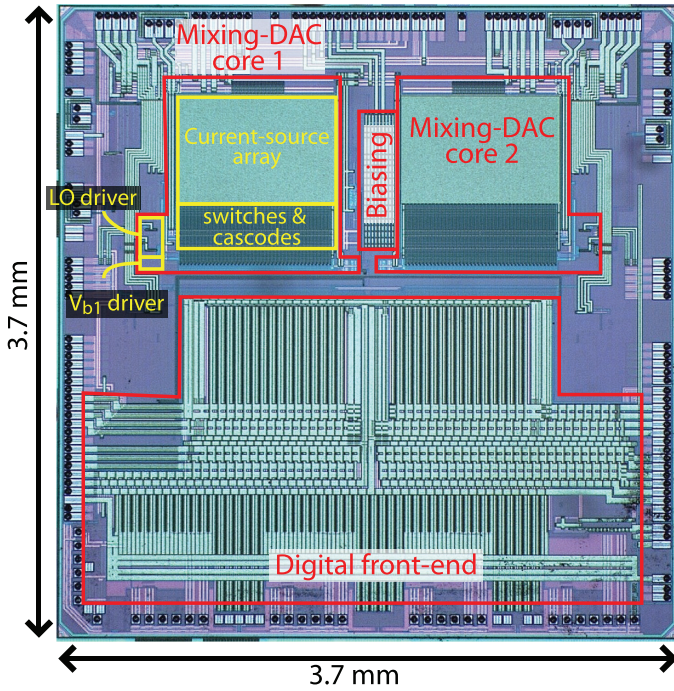 Mixing-DAC
core 1
Current-source
array
Mixing-DAC
core 2
Biasing
LO driver
switches &
cascodes
Vb1 driver
3.7 mm
Digital front-end
3.7 mm